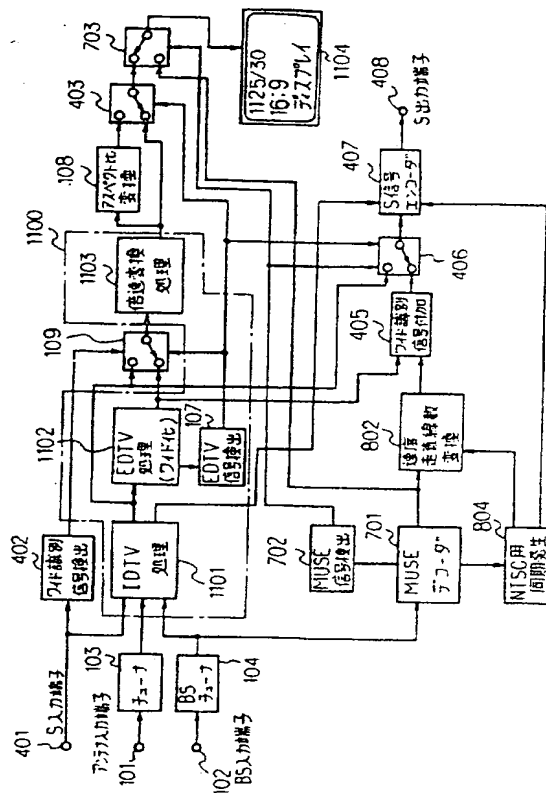 401
S入力端子
アンテナ入力端子
101
102
BS入力端子
103
チューナ
BS
チューナ
104
402
ワイド識別
信号検出
IDTV
処理
1101
1102
EDTV
処理
(ワイド化)
107
EDTV
信号検出
109
1100
1103
倍速変換
処理
108
アスペクト比
変換
403
703
1125/30
16:9
ディスプレイ
1104
702
MUSE
信号検出
701
MUSE
デコーダ
804
NTSC用
同期発生
802
速度
走査線数
変換
405
ワイド識別
信号付加
406
407
S信号
エンコーダ
408
S出力端子